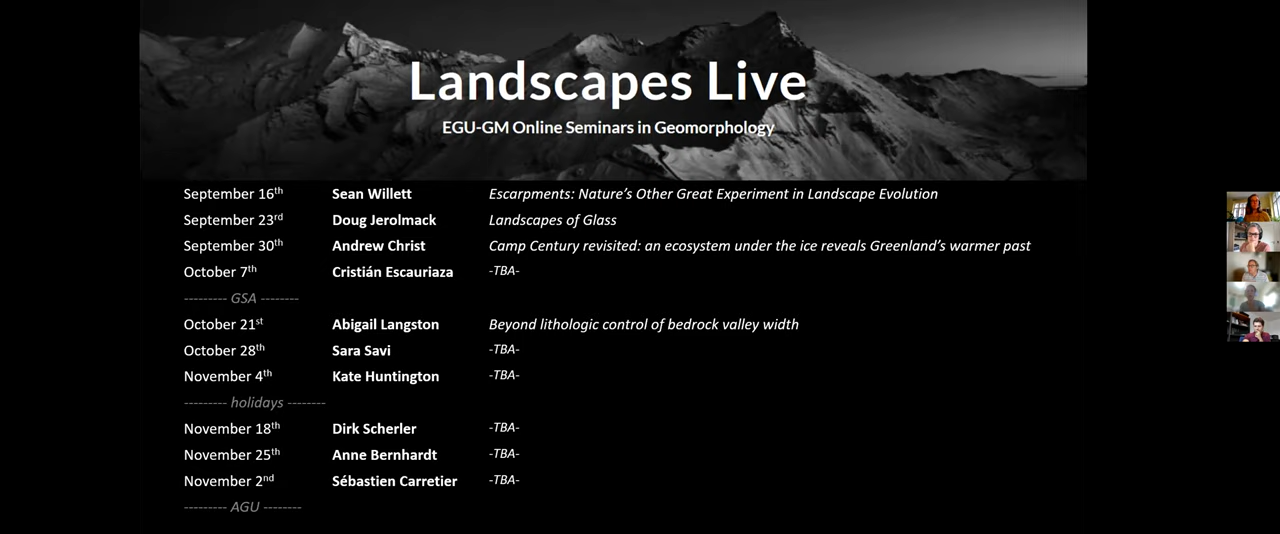 Landscapes Live
EGU-GM Online Seminars in Geomorphology
September 16th Sean Willett Escarpments: Nature's Other Great Experiment in Landscape Evolution
September 23rd Doug Jerolmack Landscapes of Glass
September 30th Andrew Christ Camp Century revisited: an ecosystem under the ice reveals Greenland's warmer past
October 7th Cristián Escauriaza -TBA-
--------- GSA --------
October 21st Abigail Langston Beyond lithologic control of bedrock valley width
October 28th Sara Savi -TBA-
November 4th Kate Huntington -TBA-
--------- holidays --------
November 18th Dirk Scherler -TBA-
November 25th Anne Bernhardt -TBA-
November 2nd Sébastien Carretier -TBA-
--------- AGU --------